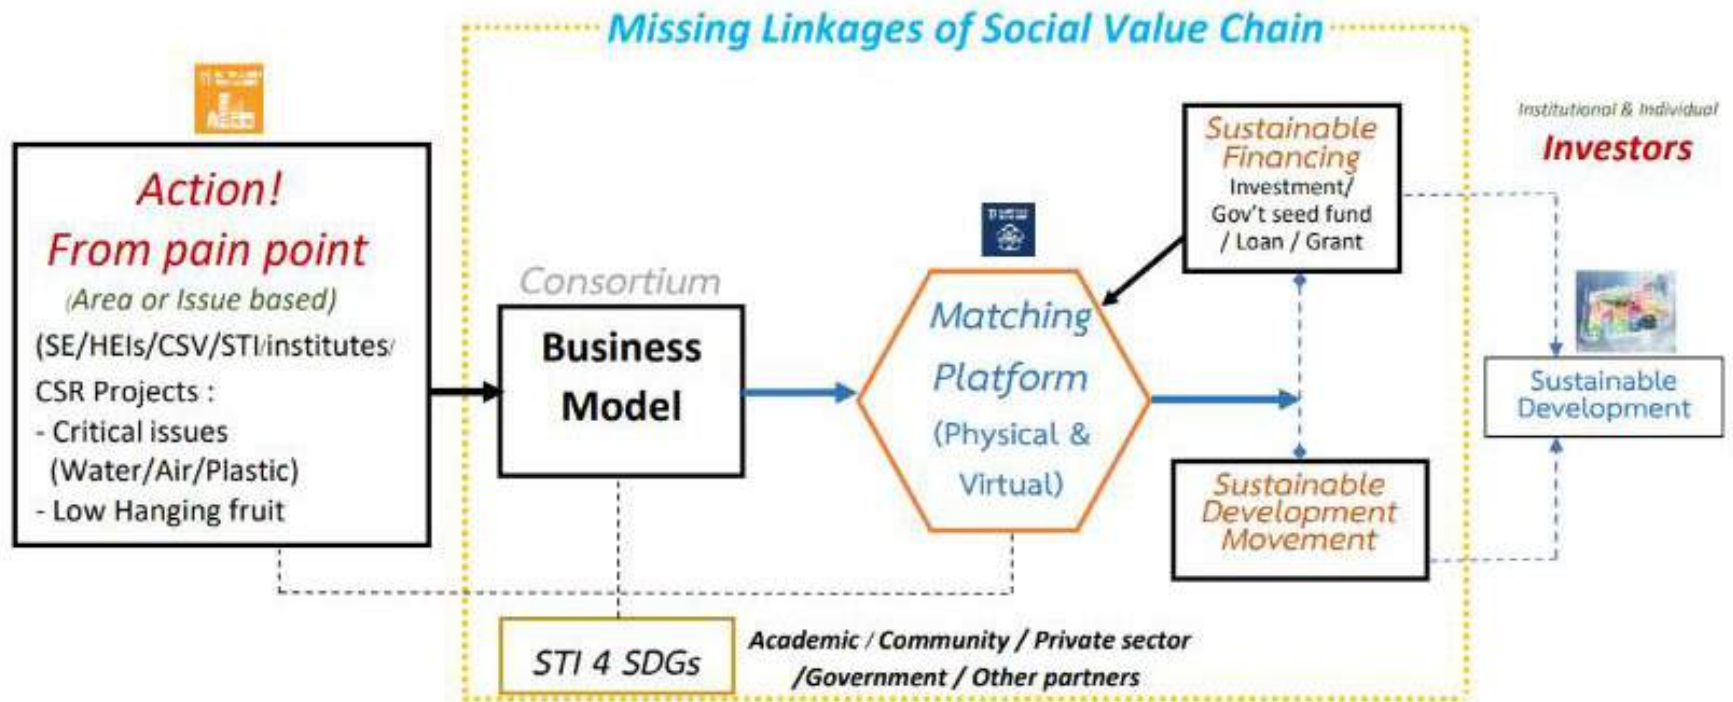 Missing Linkages of Social Value Chain
Action!
From pain point
(Area or Issue based)
(SE/HEIs/CSV/STI/institutes/
CSR Projects :
- Critical issues
(Water/Air/Plastic)
- Low Hanging fruit
Consortium
Business
Model
Matching
Platform
(Physical &
Virtual)
Sustainable
Financing
Investment/
Gov't seed fund
/ Loan / Grant
Sustainable
Development
Movement
Institutional & Individual
Investors
Sustainable
Development
STI 4 SDGs
Academic / Community / Private sector
/Government / Other partners